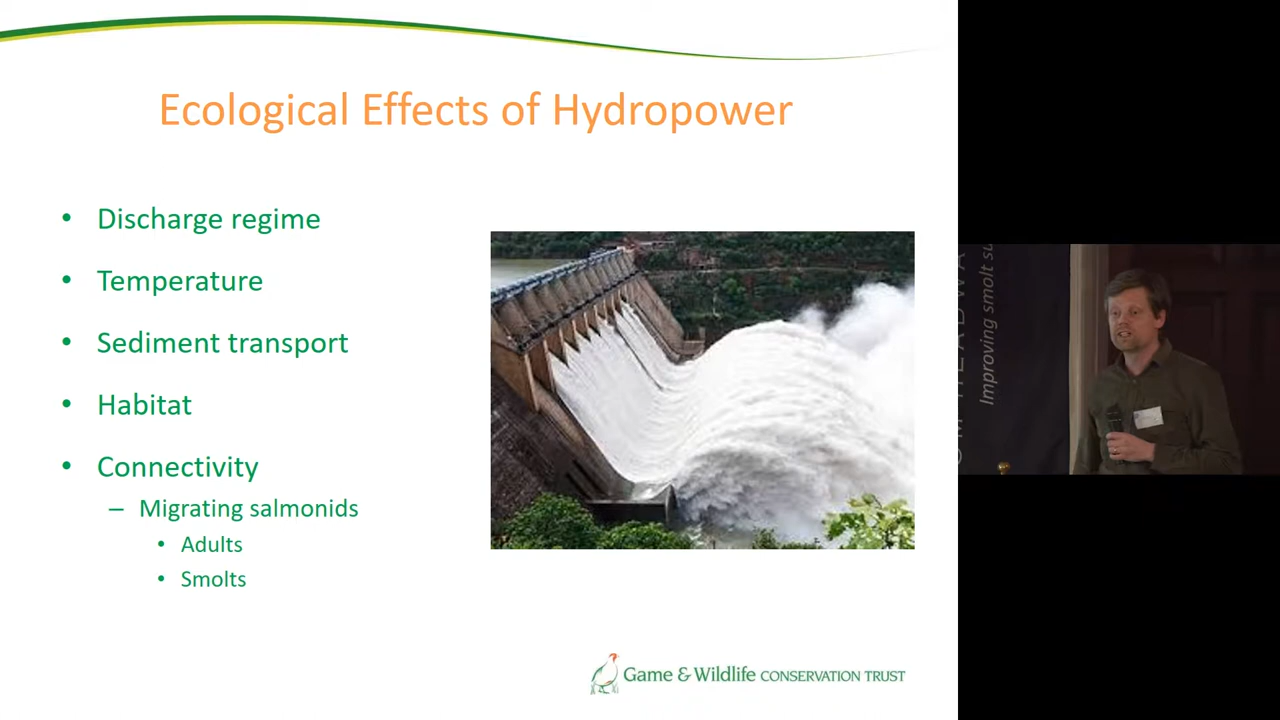 Ecological Effects of Hydropower
• Discharge regime
• Temperature
• Sediment transport
• Habitat
• Connectivity
– Migrating salmonids
• Adults
• Smolts
Game & Wildlife CONSERVATION TRUST
Improving smolt